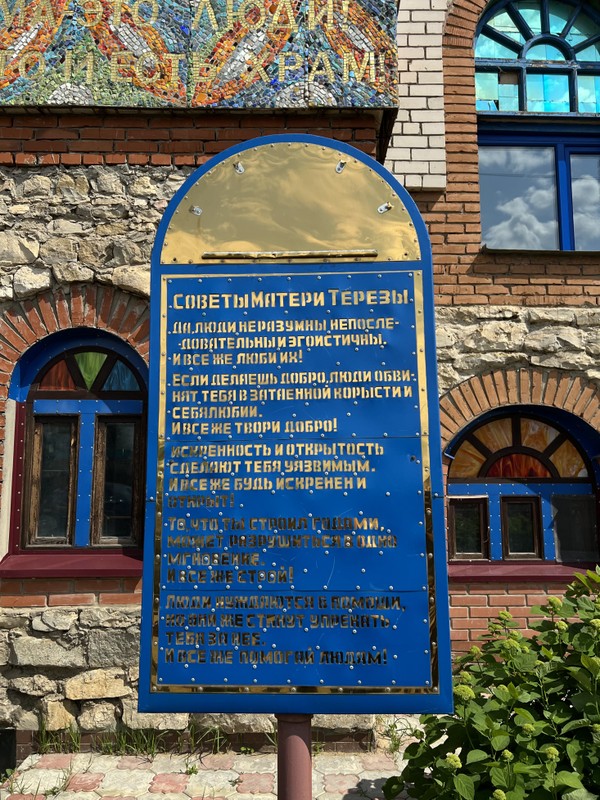 ЭТО ЛЮДИ!
ЭТО И ЕСТЬ ХРАМ!
СОВЕТЫ МАТЕРИ ТЕРЕЗЫ
ДА, ЛЮДИ НЕРАЗУМНЫ НЕПОСЛЕ-
ДОВАТЕЛЬНЫ И ЭГОИСТИЧНЫ.
И ВСЕ ЖЕ ЛЮБИ ИХ!
ЕСЛИ ДЕЛАЕШЬ ДОБРО, ЛЮДИ ОБВИ-
НЯТ ТЕБЯ В ЗАТАЕННОЙ КОРЫСТИ И
СЕБЯЛЮБИИ.
И ВСЕ ЖЕ ТВОРИ ДОБРО!
ИСКРЕННОСТЬ И ОТКРЫТОСТЬ
СДЕЛАЮТ ТЕБЯ УЯЗВИМЫМ.
И ВСЕ ЖЕ БУДЬ ИСКРЕНЕН И
ОТКРЫТ!
ТО, ЧТО ТЫ СТРОИЛ ГОДАМИ,
МОЖЕТ РАЗРУШИТЬСЯ В ОДНО
МГНОВЕНИЕ.
И ВСЕ ЖЕ СТРОЙ!
ЛЮДИ НУЖДАЮТСЯ В ПОМОЩИ,
НО ОНИ ЖЕ СТАНУТ УПРЕКАТЬ
ТЕБЯ ЗА НЕЕ.
И ВСЕ ЖЕ ПОМОГАЙ ЛЮДЯМ!